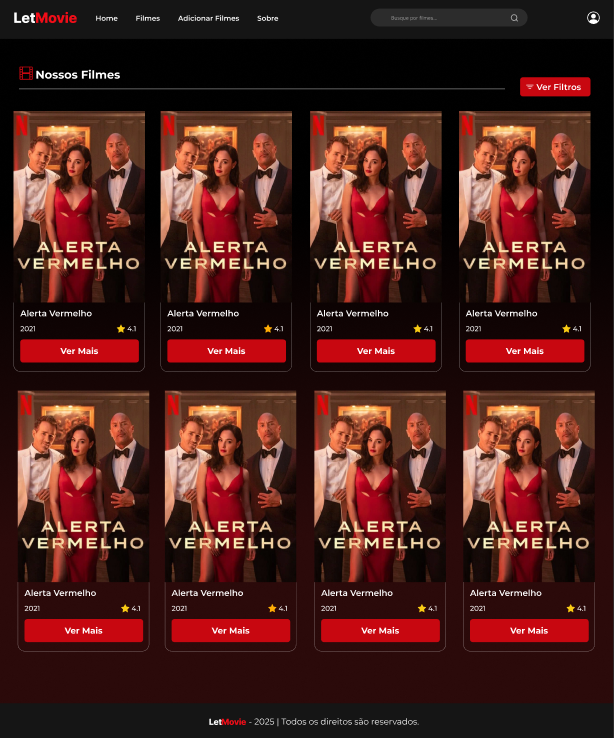 LetMovie Home Filmes Adicionar Filmes Sobre Busque por filmes...
Nossos Filmes
Ver Filtros
N N N N
ALERTA ALERTA ALERTA ALERTA
VERMELHO VERMELHO VERMELHO VERMELHO
Alerta Vermelho Alerta Vermelho Alerta Vermelho Alerta Vermelho
2021 4.1 2021 4.1 2021 4.1 2021 4.1
Ver Mais Ver Mais Ver Mais Ver Mais
N N N N
ALERTA ALERTA ALERTA ALERTA
VERMELHO VERMELHO VERMELHO VERMELHO
Alerta Vermelho Alerta Vermelho Alerta Vermelho Alerta Vermelho
2021 4.1 2021 4.1 2021 4.1 2021 4.1
Ver Mais Ver Mais Ver Mais Ver Mais
LetMovie - 2025 | Todos os direitos são reservados.